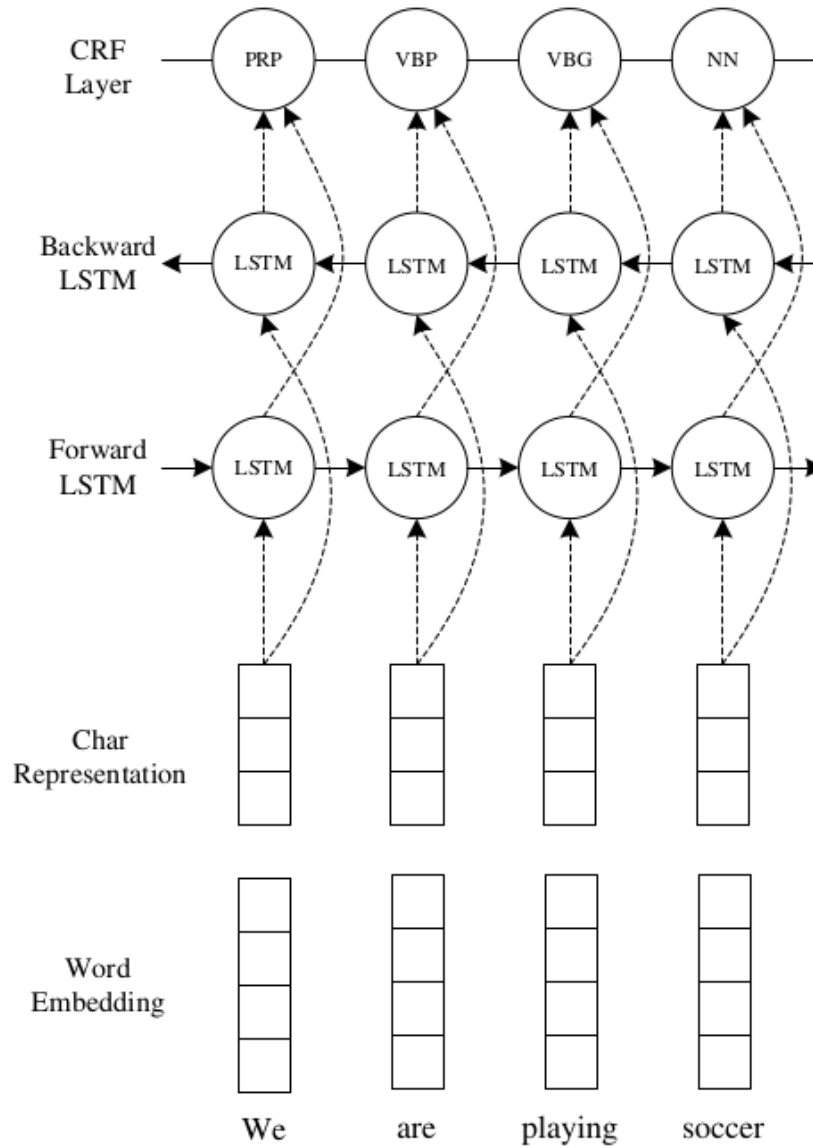 CRF
Layer
PRP VBP VBG NN
Backward
LSTM
LSTM LSTM LSTM LSTM
Forward
LSTM
LSTM LSTM LSTM LSTM
Char
Representation
Word
Embedding
We are playing soccer